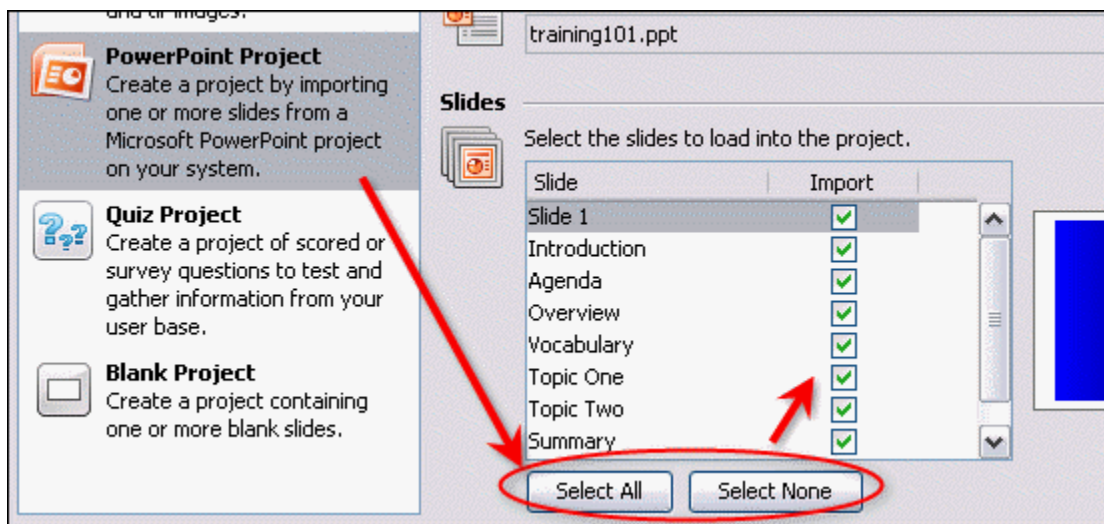 and tif images.
PowerPoint Project
Create a project by importing
one or more slides from a
Microsoft PowerPoint project
on your system.
Quiz Project
Create a project of scored or
survey questions to test and
gather information from your
user base.
Blank Project
Create a project containing
one or more blank slides.
training101.ppt
Slides
Select the slides to load into the project.
Slide Import
Slide 1
Introduction
Agenda
Overview
Vocabulary
Topic One
Topic Two
Summary
Select All Select None